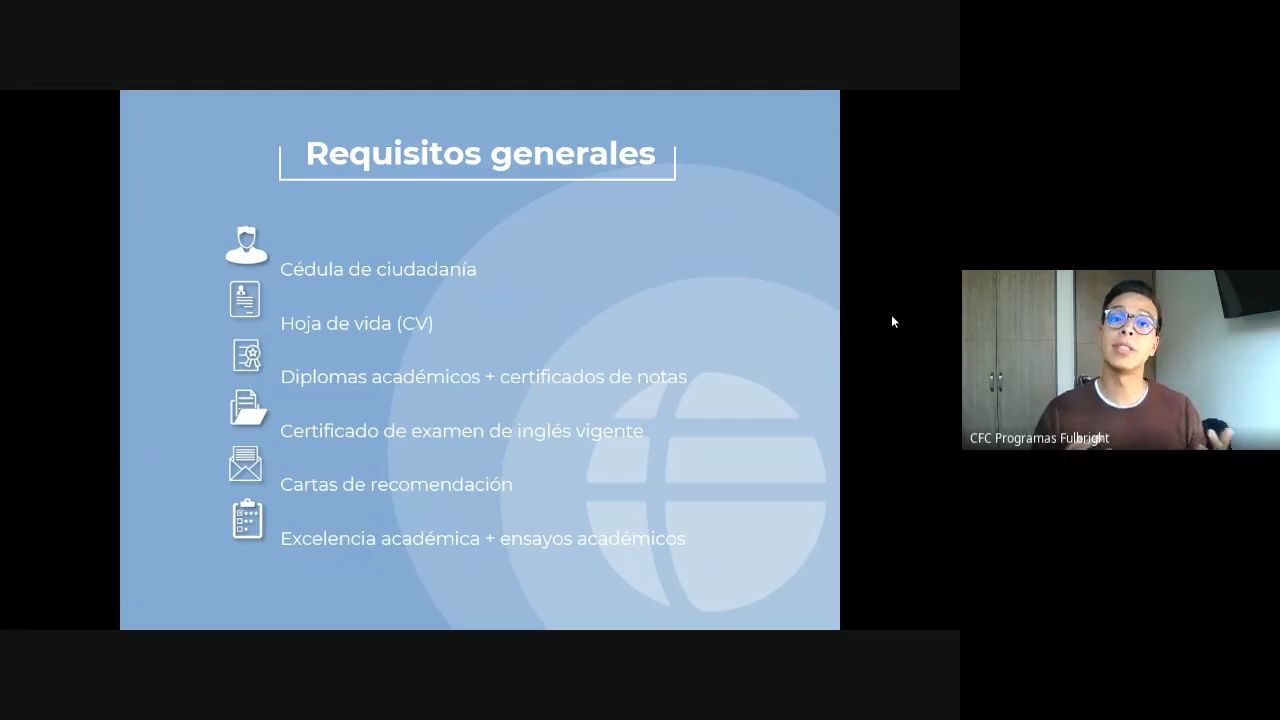 Requisitos generales
Cédula de ciudadanía
Hoja de vida (CV)
Diplomas académicos + certificados de notas
Certificado de examen de inglés vigente
Cartas de recomendación
Excelencia académica + ensayos académicos
CFC Programas Fulbright